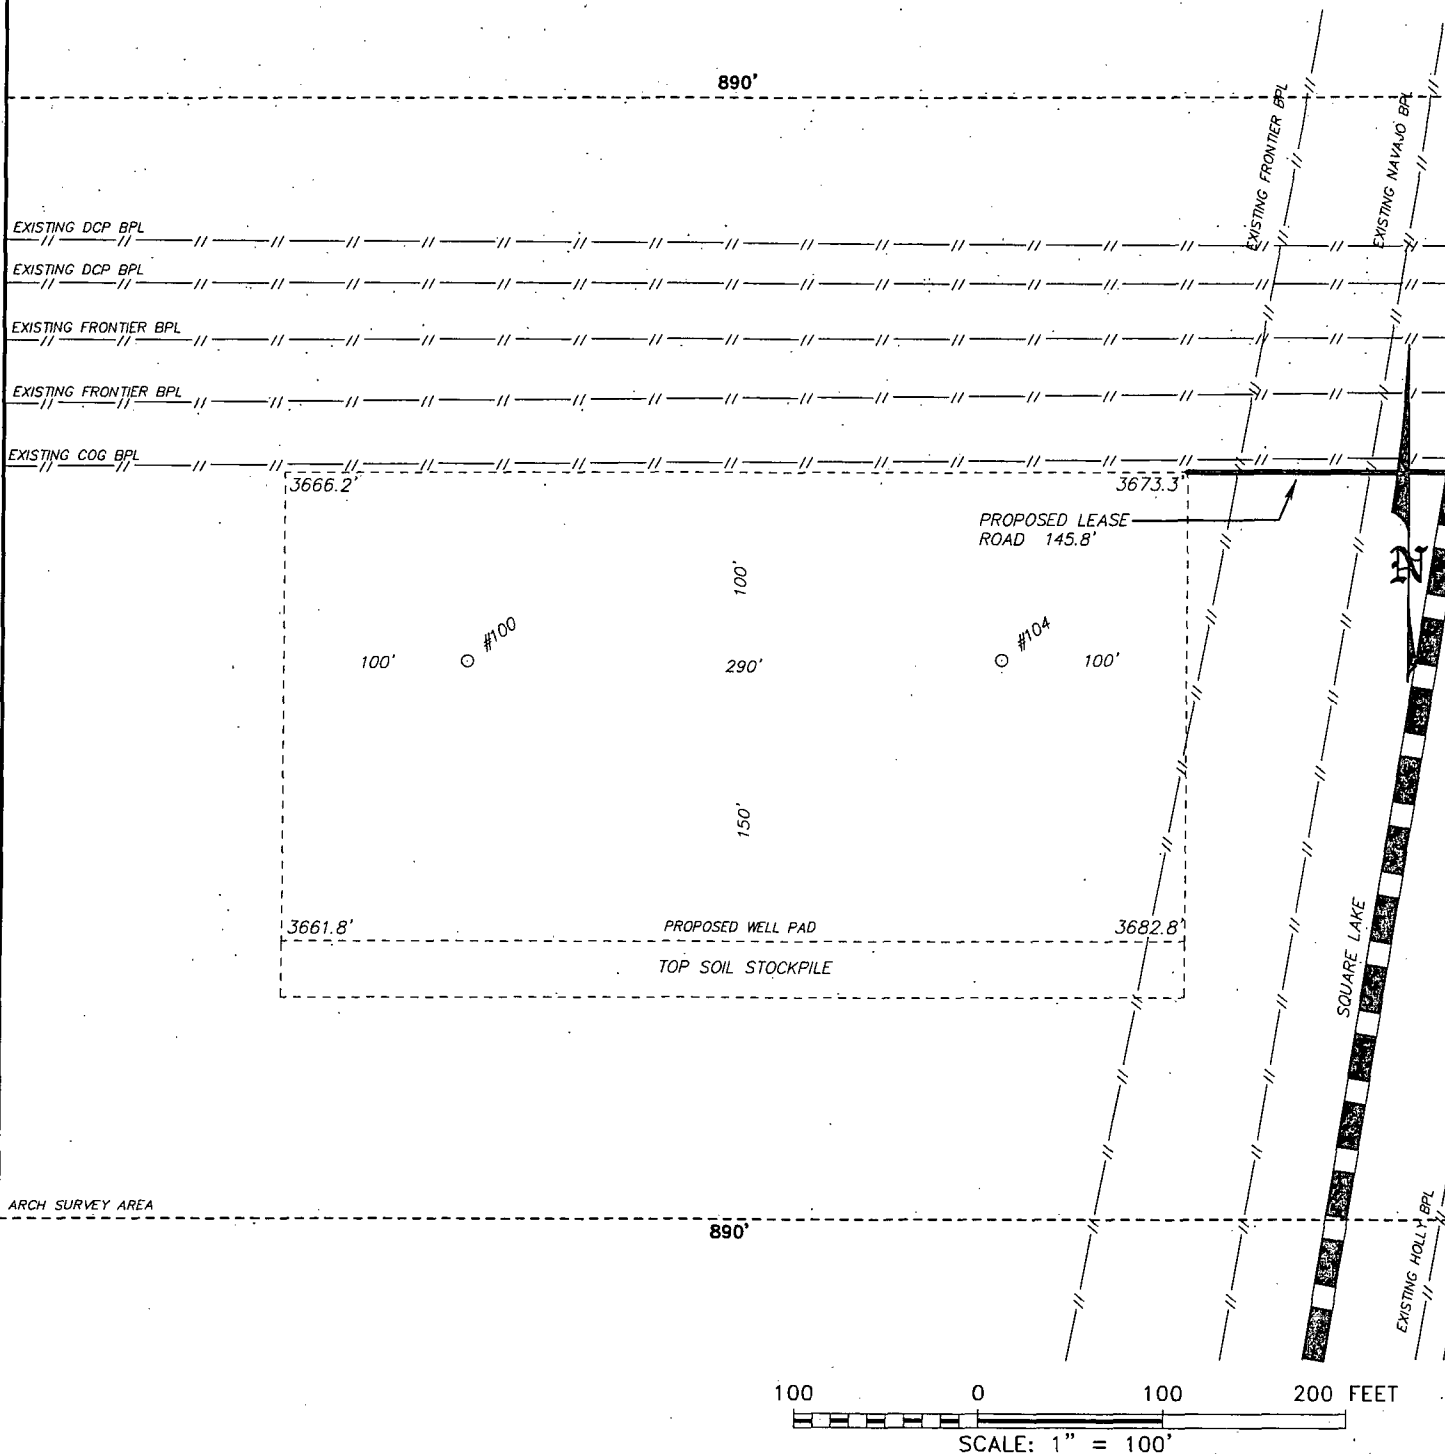 890'
EXISTING FRONTIER BPL
EXISTING NAVAJO BPL
EXISTING DCP BPL
EXISTING DCP BPL
EXISTING FRONTIER BPL
EXISTING FRONTIER BPL
EXISTING COG BPL
3666.2'
3673.3'
PROPOSED LEASE
ROAD 145.8'
100'
#100
#104
100'
290'
100'
150'
SQUARE LAKE
3661.8'
PROPOSED WELL PAD
3682.8'
TOP SOIL STOCKPILE
ARCH SURVEY AREA
890'
EXISTING HOLLY BPL
100 0 100 200 FEET
SCALE: 1" = 100'